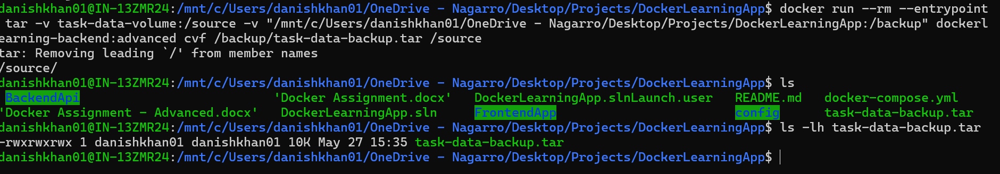 danishkhan01@IN-13ZMR24:/mnt/c/Users/danishkhan01/OneDrive - Nagarro/Desktop/Projects/DockerLearningApp$ docker run --rm --entrypoint
 tar -v task-data-volume:/source -v "/mnt/c/Users/danishkhan01/OneDrive - Nagarro/Desktop/Projects/DockerLearningApp:/backup" dockerl
earning-backend:advanced cvf /backup/task-data-backup.tar /source
tar: Removing leading `/' from member names
/source/
danishkhan01@IN-13ZMR24:/mnt/c/Users/danishkhan01/OneDrive - Nagarro/Desktop/Projects/DockerLearningApp$ ls
 BackendApi                          'Docker Assignment.docx'   DockerLearningApp.slnLaunch.user   README.md   docker-compose.yml
'Docker Assignment - Advanced.docx'   DockerLearningApp.sln     FrontendApp                        config      task-data-backup.tar
danishkhan01@IN-13ZMR24:/mnt/c/Users/danishkhan01/OneDrive - Nagarro/Desktop/Projects/DockerLearningApp$ ls -lh task-data-backup.tar
-rwxrwxrwx 1 danishkhan01 danishkhan01 10K May 27 15:35 task-data-backup.tar
danishkhan01@IN-13ZMR24:/mnt/c/Users/danishkhan01/OneDrive - Nagarro/Desktop/Projects/DockerLearningApp$